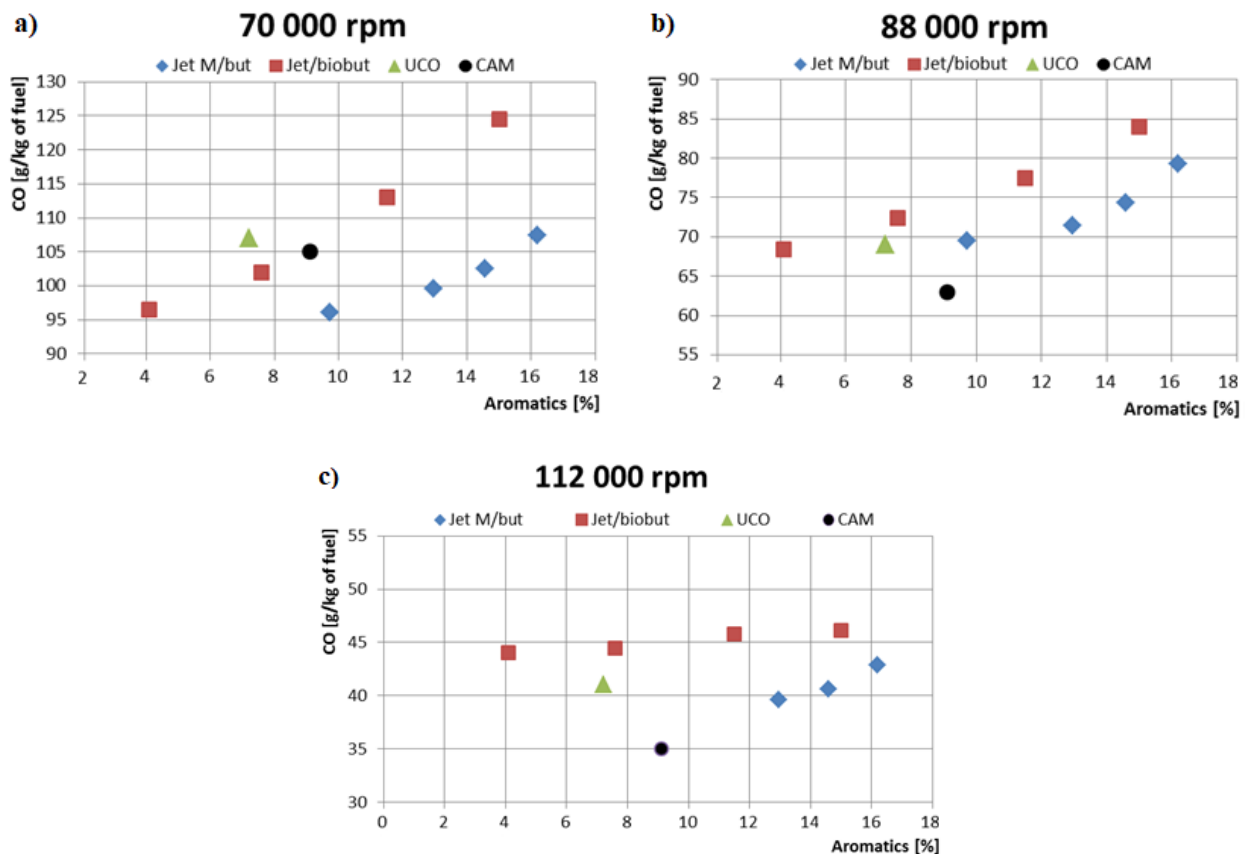 a)
70 000 rpm
Jet M/but Jet/biobut UCO CAM
CO [g/kg of fuel]
130
125
120
115
110
105
100
95
90
2 4 6 8 10 12 14 16 18
Aromatics [%]
b)
88 000 rpm
Jet M/but Jet/biobut UCO CAM
CO [g/kg of fuel]
90
85
80
75
70
65
60
55
2 4 6 8 10 12 14 16 18
Aromatics [%]
c)
112 000 rpm
Jet M/but Jet/biobut UCO CAM
CO [g/kg of fuel]
55
50
45
40
35
30
0 2 4 6 8 10 12 14 16 18
Aromatics [%]